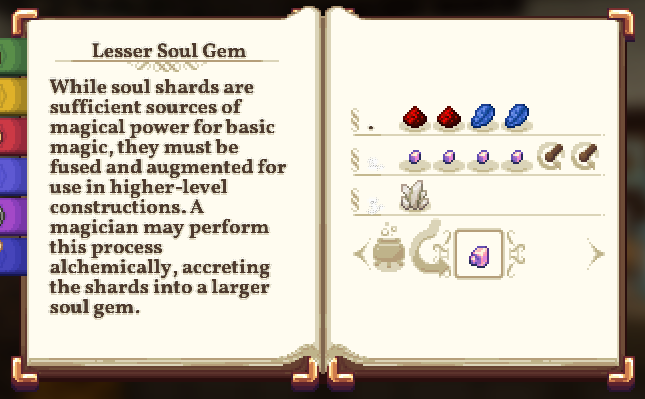 Lesser Soul Gem
While soul shards are
sufficient sources of
magical power for basic
magic, they must be
fused and augmented for
use in higher-level
constructions. A
magician may perform
this process
alchemically, accreting
the shards into a larger
soul gem.